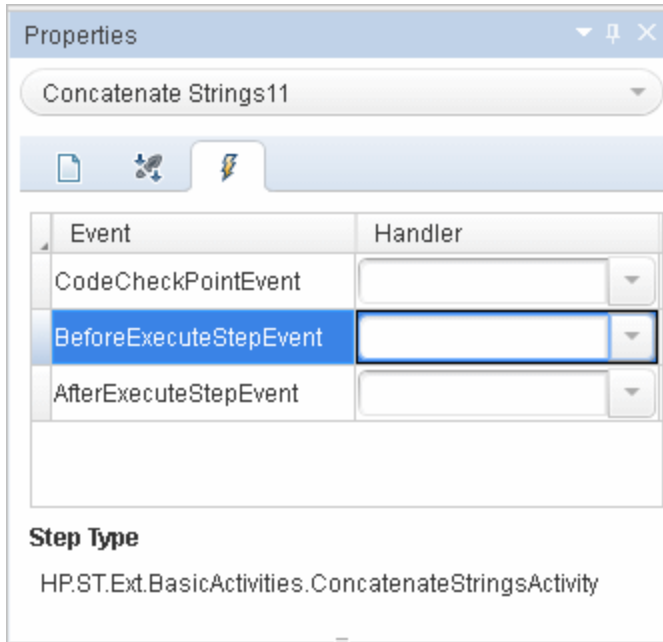 Properties
Concatenate Strings11
Event Handler
CodeCheckPointEvent
BeforeExecuteStepEvent
AfterExecuteStepEvent
Step Type
HP.ST.Ext.BasicActivities.ConcatenateStringsActivity